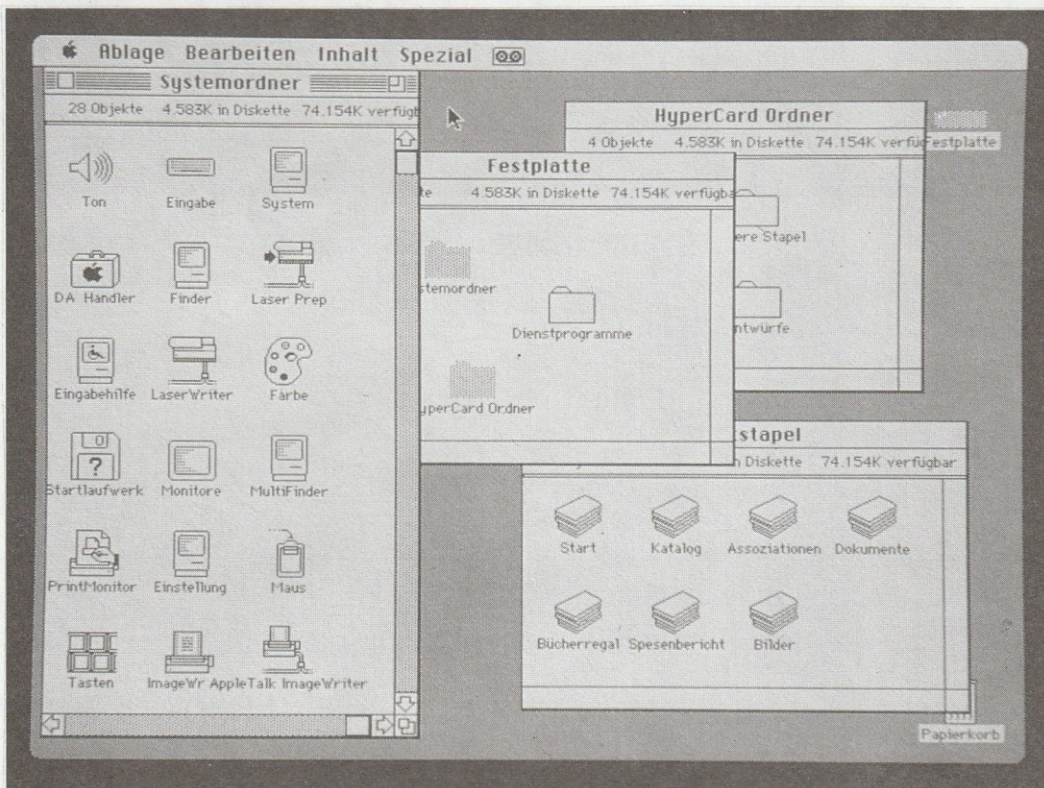 Ablage Bearbeiten Inhalt Spezial
Systemordner
28 Objekte 4.583K in Diskette 74.154K verfügt
Ton Eingabe System
DA Handler Finder Laser Prep
Eingabehilfe LaserWriter Farbe
Startlaufwerk Monitore MultiFinder
?
PrintMonitor Einstellung Maus
Tasten ImageWr AppleTalk ImageWriter
HyperCard Ordner
4 Objekte 4.583K in Diskette 74.154K verfü
Festplatte
ere Stapel
ntwürfe
Festplatte
te 4.583K in Diskette 74.154K verfügba
stemordner
Dienstprogramme
yperCard Ordner
stapel
n Diskette 74.154K verfügbar
Start Katalog Assoziationen Dokumente
Bücherregal Spesenbericht Bilder
Papierkorb